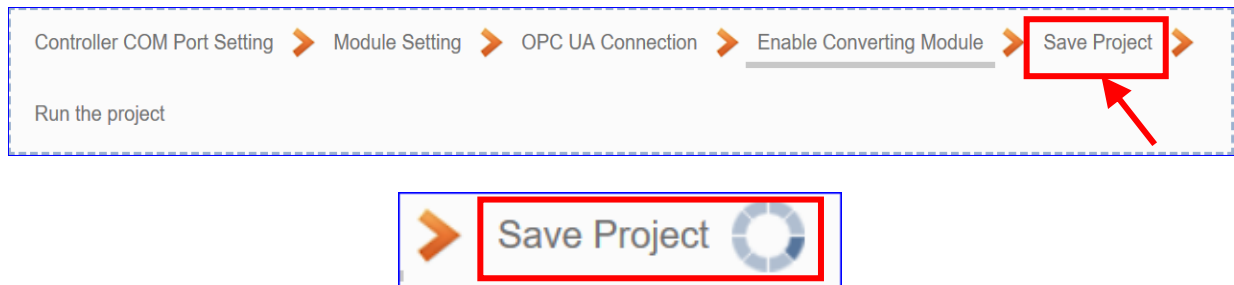 Controller COM Port Setting Module Setting OPC UA Connection Enable Converting Module Save Project
Run the project
Save Project